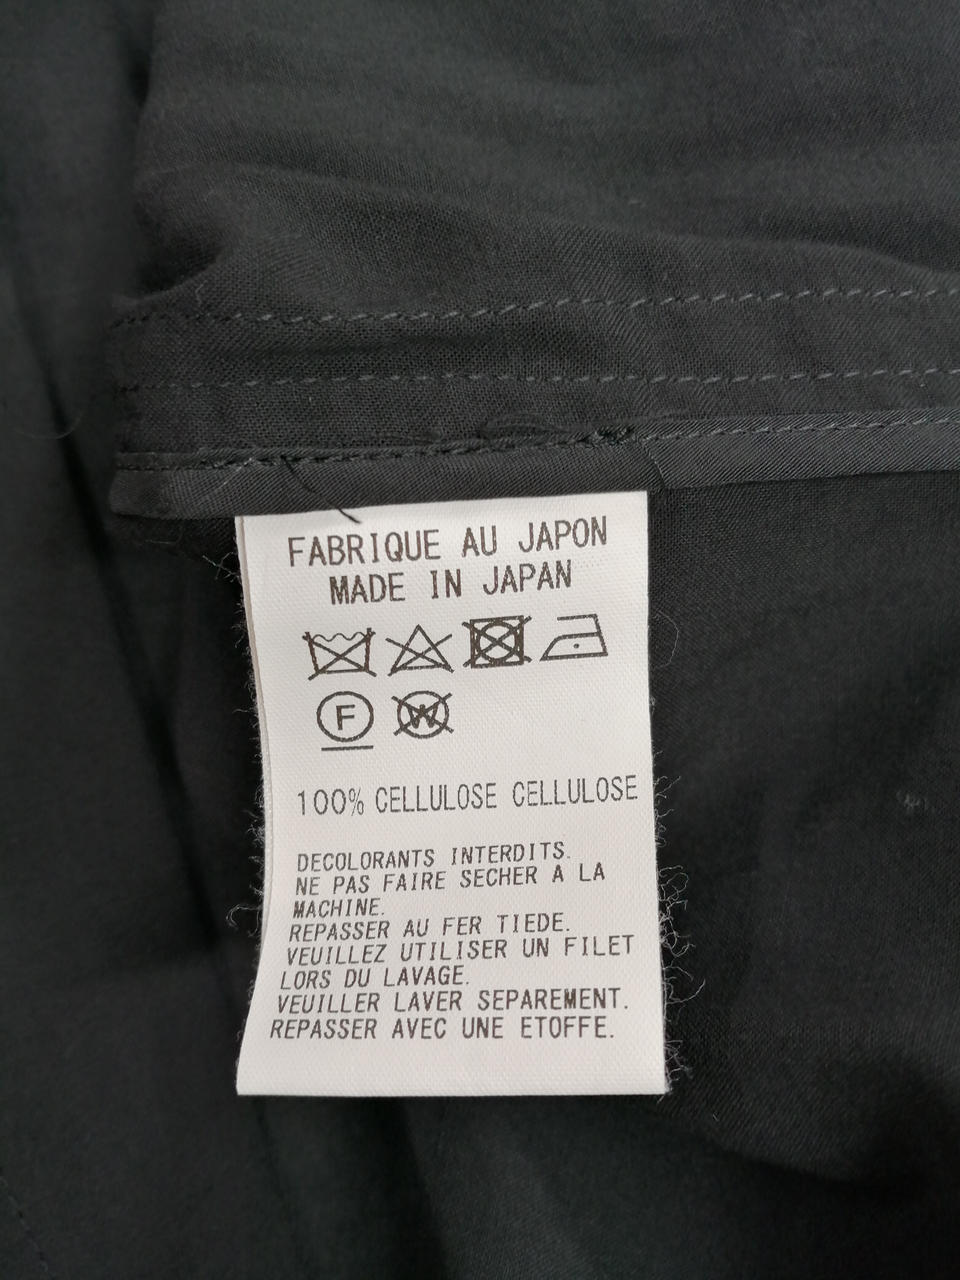 FABRIQUE AU JAPON
MADE IN JAPAN
F W
100% CELLULOSE CELLULOSE
DECOLORANTS INTERDITS.
NE PAS FAIRE SECHER A LA
MACHINE.
REPASSER AU FER TIEDE.
VEUILLEZ UTILISER UN FILET
LORS DU LAVAGE.
VEUILLER LAVER SEPAREMENT.
REPASSER AVEC UNE ETOFFE.